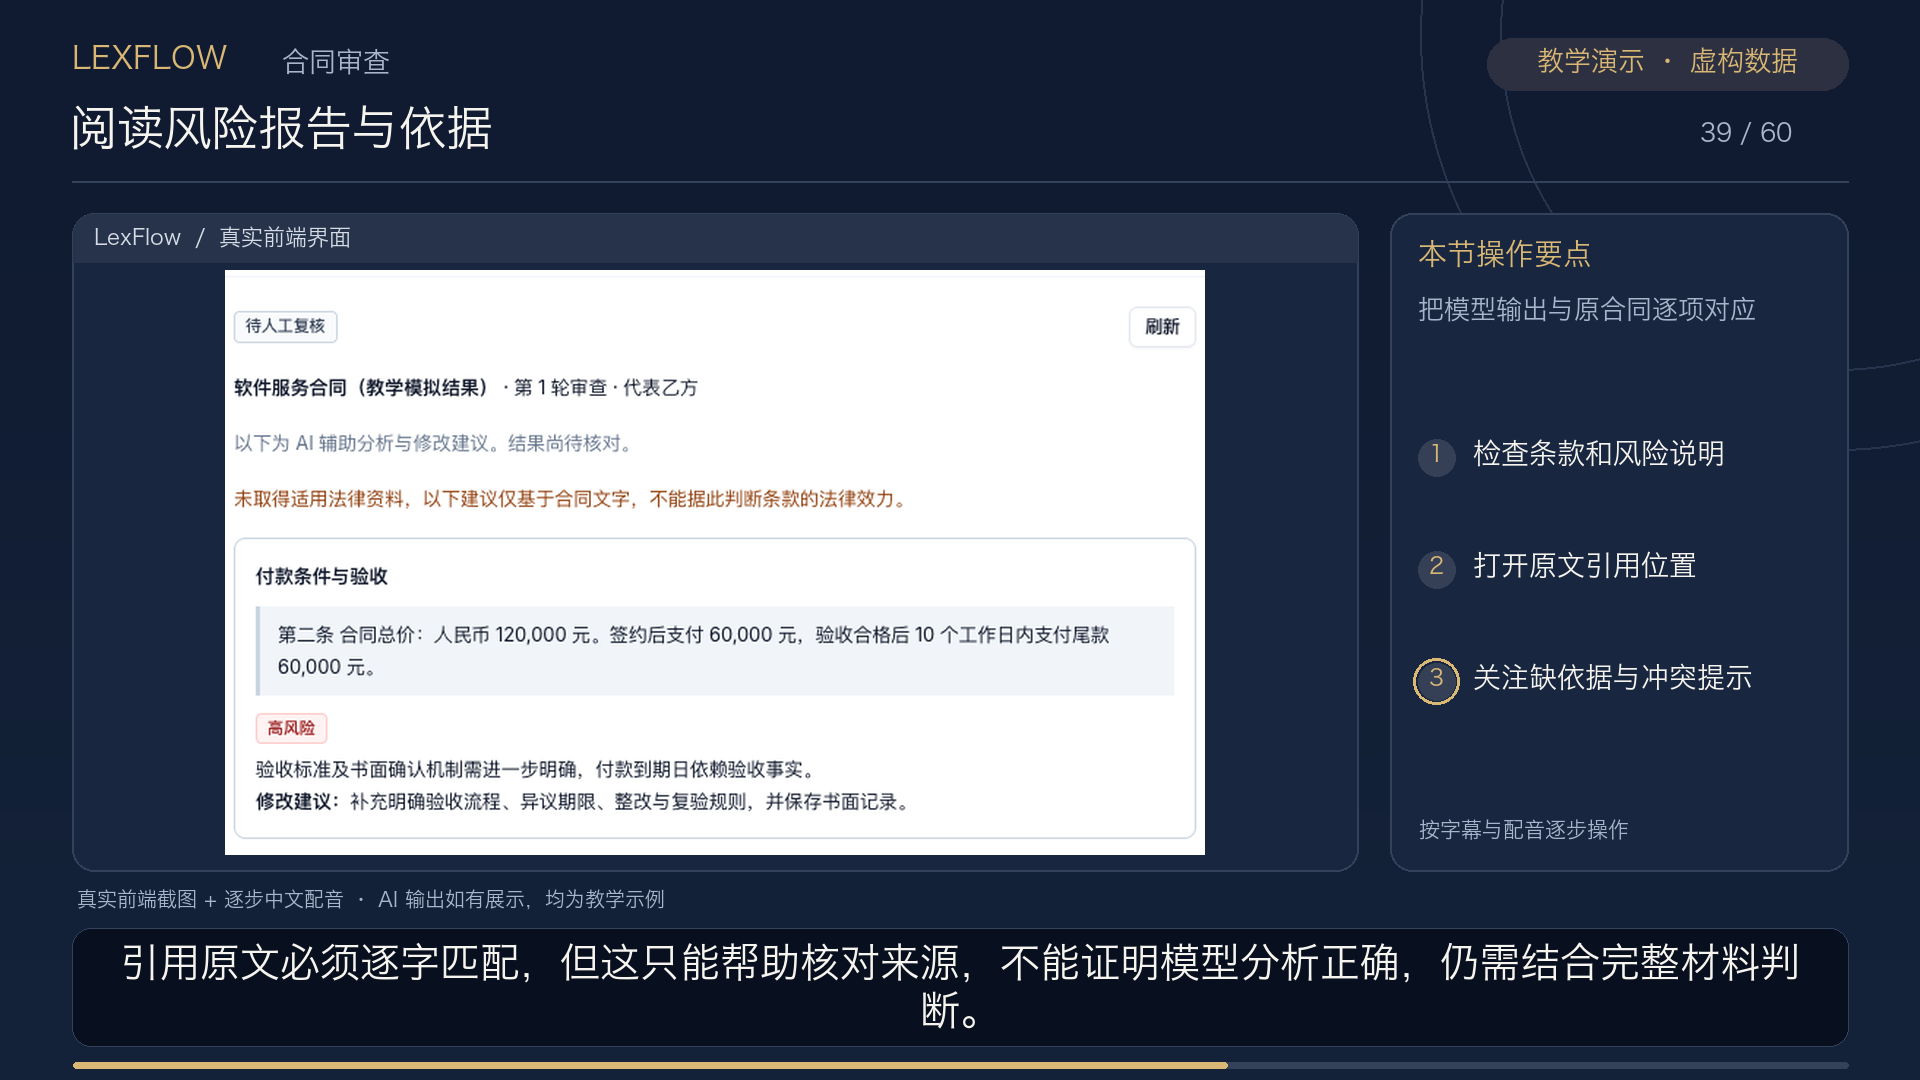 LEXFLOW 合同审查
教学演示 · 虚构数据
阅读风险报告与依据
39 / 60
LexFlow / 真实前端界面
待人工复核
刷新
软件服务合同（教学模拟结果） · 第 1 轮审查 · 代表乙方
以下为 AI 辅助分析与修改建议。结果尚待核对。
未取得适用法律资料，以下建议仅基于合同文字，不能据此判断条款的法律效力。
付款条件与验收
第二条 合同总价：人民币 120,000 元。签约后支付 60,000 元，验收合格后 10 个工作日内支付尾款
60,000 元。
高风险
验收标准及书面确认机制需进一步明确，付款到期日依赖验收事实。
修改建议：补充明确验收流程、异议期限、整改与复验规则，并保存书面记录。
本节操作要点
把模型输出与原合同逐项对应
1 检查条款和风险说明
2 打开原文引用位置
3 关注缺依据与冲突提示
按字幕与配音逐步操作
真实前端截图 + 逐步中文配音 · AI 输出如有展示，均为教学示例
引用原文必须逐字匹配，但这只能帮助核对来源，不能证明模型分析正确，仍需结合完整材料判
断。